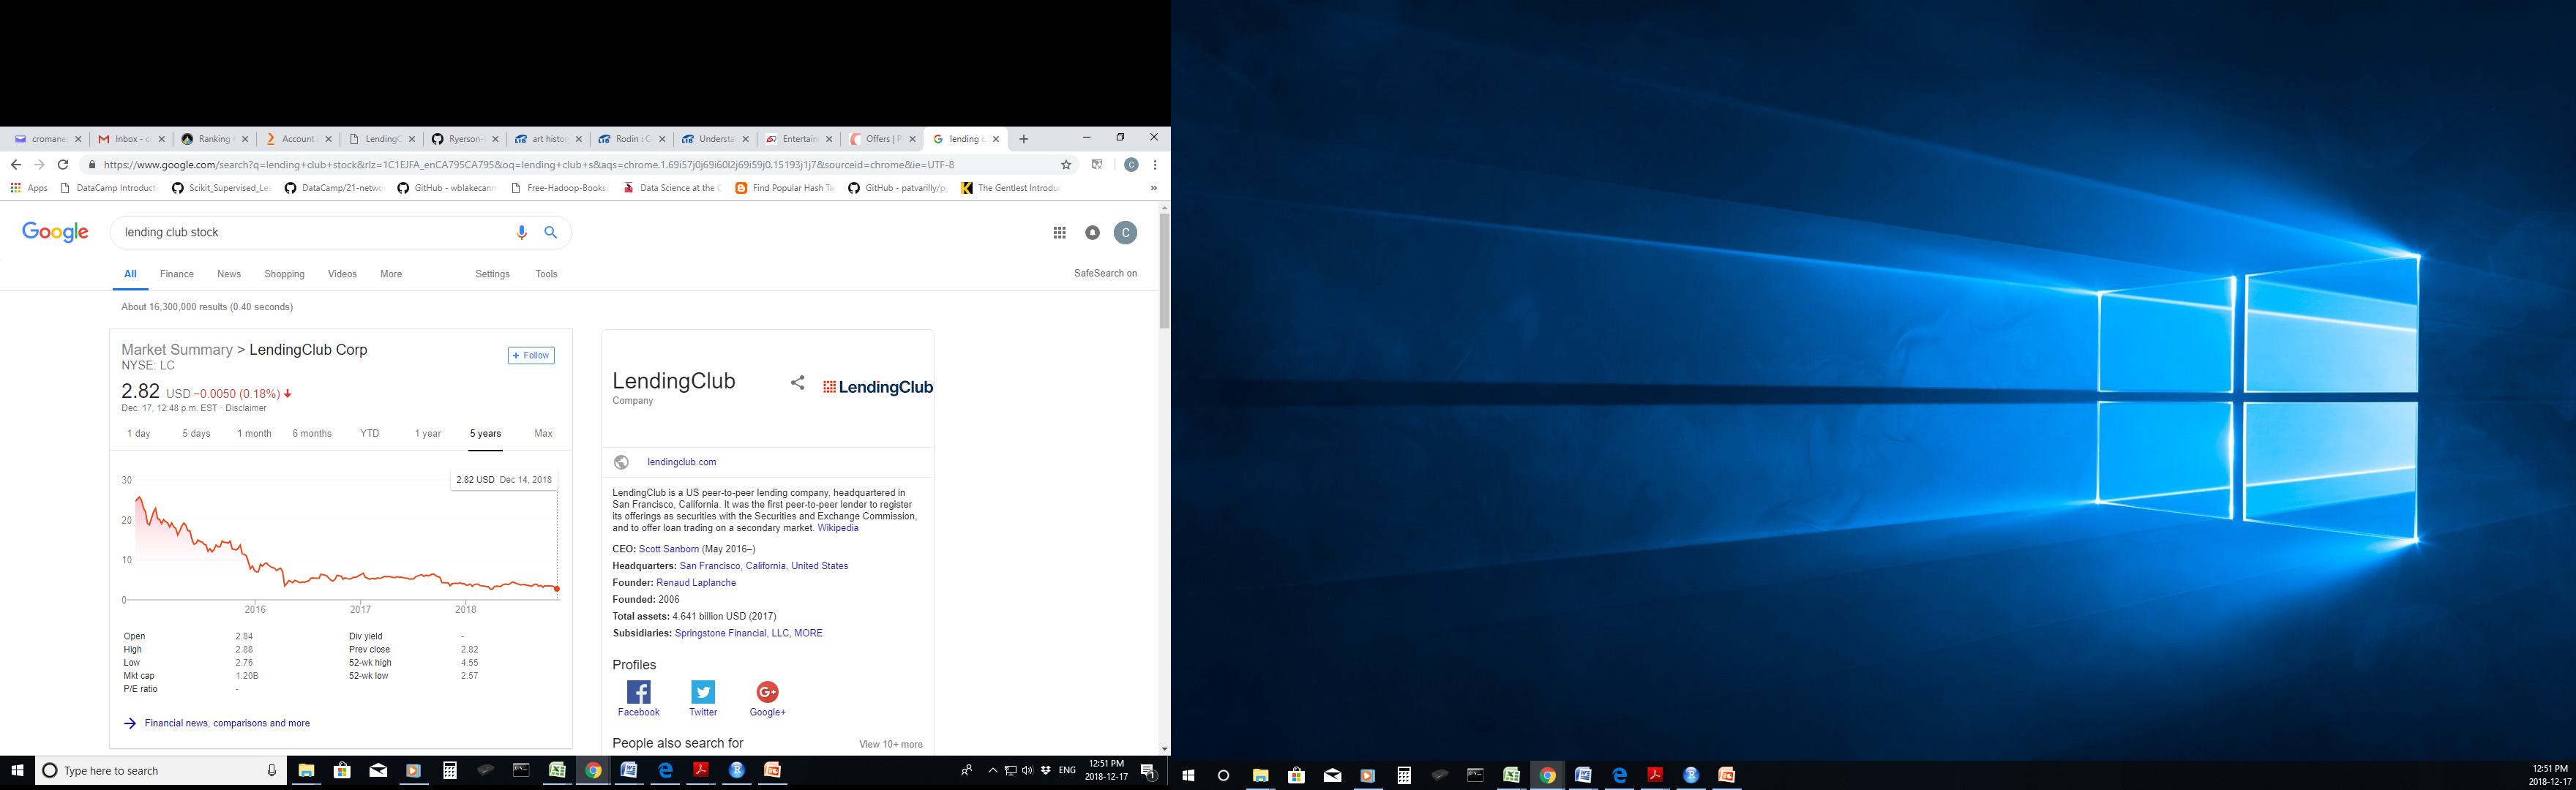 cromane
Inbox - c
Ranking
Account
LendingC
Ryerson-
art histor
Rodin : C
Understa
Entertain
Offers | P
lending c
https://www.google.com/search?q=lending+club+stock&rlz=1C1EJFA_enCA795CA795&oq=lending+club+s&aqs=chrome.1.69i57j0j69i60l2j69i59j0.15193j1j7&sourceid=chrome&ie=UTF-8
C
Apps
DataCamp Introducti
Scikit_Supervised_Lea
DataCamp/21-netwo
GitHub - wblakecann
Free-Hadoop-Books/
Data Science at the C
Find Popular Hash Ta
GitHub - patvarilly/p
The Gentlest Introdu
»
Google
lending club stock
C
All Finance News Shopping Videos More Settings Tools
SafeSearch on
About 16,300,000 results (0.40 seconds)
Market Summary > LendingClub Corp
NYSE: LC
+ Follow
2.82 USD −0.0050 (0.18%)
Dec. 17, 12:48 p.m. EST · Disclaimer
1 day 5 days 1 month 6 months YTD 1 year 5 years Max
2.82 USD Dec 14, 2018
30
20
10
0
2016 2017 2018
Open 2.84 Div yield -
High 2.88 Prev close 2.82
Low 2.76 52-wk high 4.55
Mkt cap 1.20B 52-wk low 2.57
P/E ratio -
Financial news, comparisons and more
LendingClub
Company
LendingClub
lendingclub.com
LendingClub is a US peer-to-peer lending company, headquartered in
San Francisco, California. It was the first peer-to-peer lender to register
its offerings as securities with the Securities and Exchange Commission,
and to offer loan trading on a secondary market. Wikipedia
CEO: Scott Sanborn (May 2016–)
Headquarters: San Francisco, California, United States
Founder: Renaud Laplanche
Founded: 2006
Total assets: 4.641 billion USD (2017)
Subsidiaries: Springstone Financial, LLC, MORE
Profiles
Facebook Twitter Google+
People also search for
View 10+ more
Type here to search
ENG
12:51 PM
2018-12-17
1
12:51 PM
2018-12-17